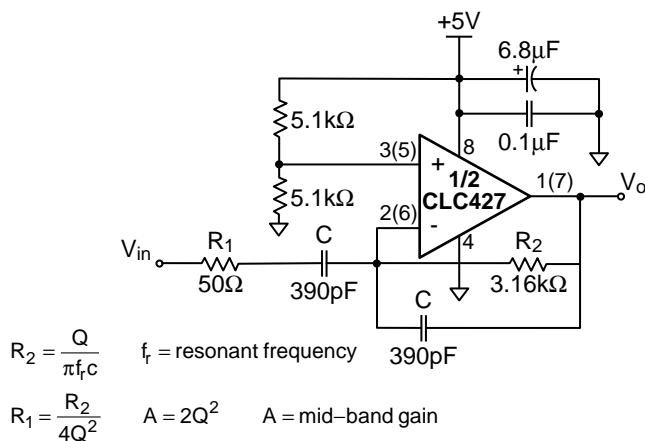 +5V
6.8µF
+
5.1kΩ
0.1µF
3(5)
+
8
1/2
CLC427
1(7)
Vo
5.1kΩ
2(6)
-
4
Vin
R1
50Ω
C
390pF
R2
3.16kΩ
C
390pF
R2 = Q / πfrc    fr = resonant frequency
R1 = R2 / 4Q²    A = 2Q²    A = mid–band gain